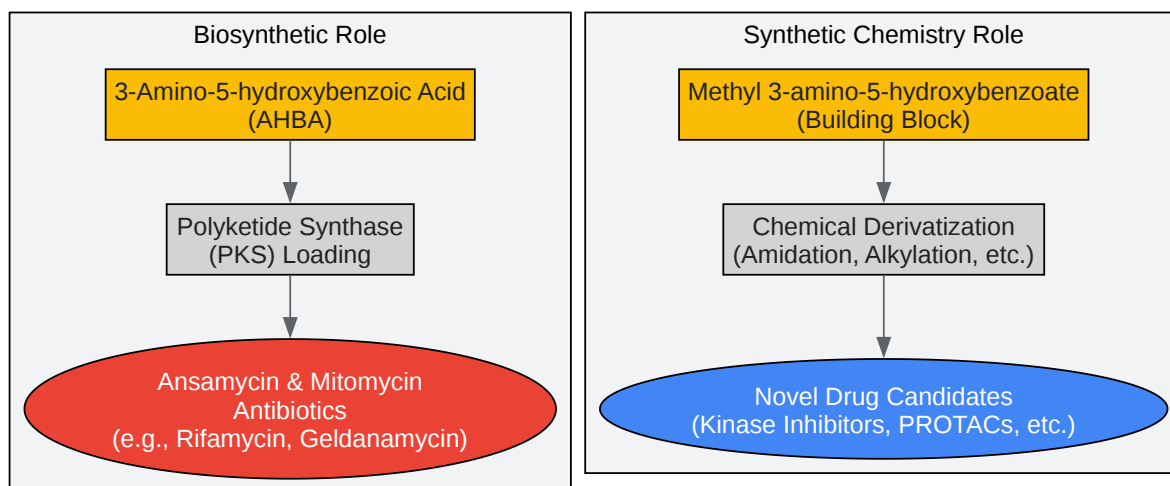 Biosynthetic Role
3-Amino-5-hydroxybenzoic Acid
(AHBA)
Polyketide Synthase
(PKS) Loading
Ansamycin & Mitomycin
Antibiotics
(e.g., Rifamycin, Geldanamycin)
Synthetic Chemistry Role
Methyl 3-amino-5-hydroxybenzoate
(Building Block)
Chemical Derivatization
(Amidation, Alkylation, etc.)
Novel Drug Candidates
(Kinase Inhibitors, PROTACs, etc.)